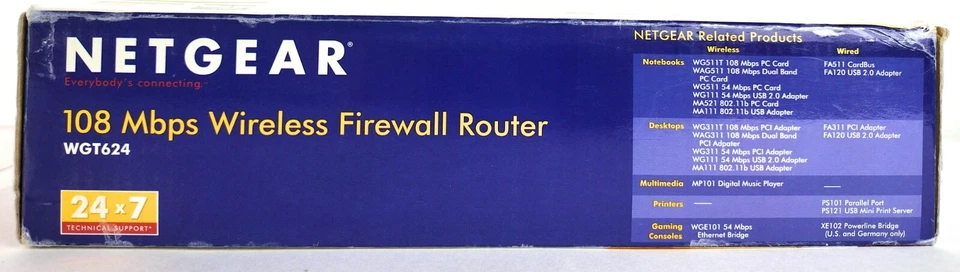 NETGEAR®
Everybody's connecting.
108 Mbps Wireless Firewall Router
WGT624
24 x 7
TECHNICAL SUPPORT*
NETGEAR Related Products
Wireless Wired
Notebooks WG511T 108 Mbps PC Card FA511 CardBus
WAG511 108 Mbps Dual Band FA120 USB 2.0 Adapter
PC Card
WG511 54 Mbps PC Card
WG111 54 Mbps USB 2.0 Adapter
MA521 802.11b PC Card
MA111 802.11b USB Adapter
Desktops WG311T 108 Mbps PCI Adapter FA311 PCI Adapter
WAG311 108 Mbps Dual Band FA120 USB 2.0 Adapter
PCI Adpater
WG311 54 Mbps PCI Adapter
WG111 54 Mbps USB 2.0 Adapter
MA111 802.11b USB Adapter
Multimedia MP101 Digital Music Player
Printers PS101 Parallel Port
PS121 USB Mini Print Server
Gaming WGE101 54 Mbps XE102 Powerline Bridge
Consoles Ethernet Bridge (U.S. and Germany only)